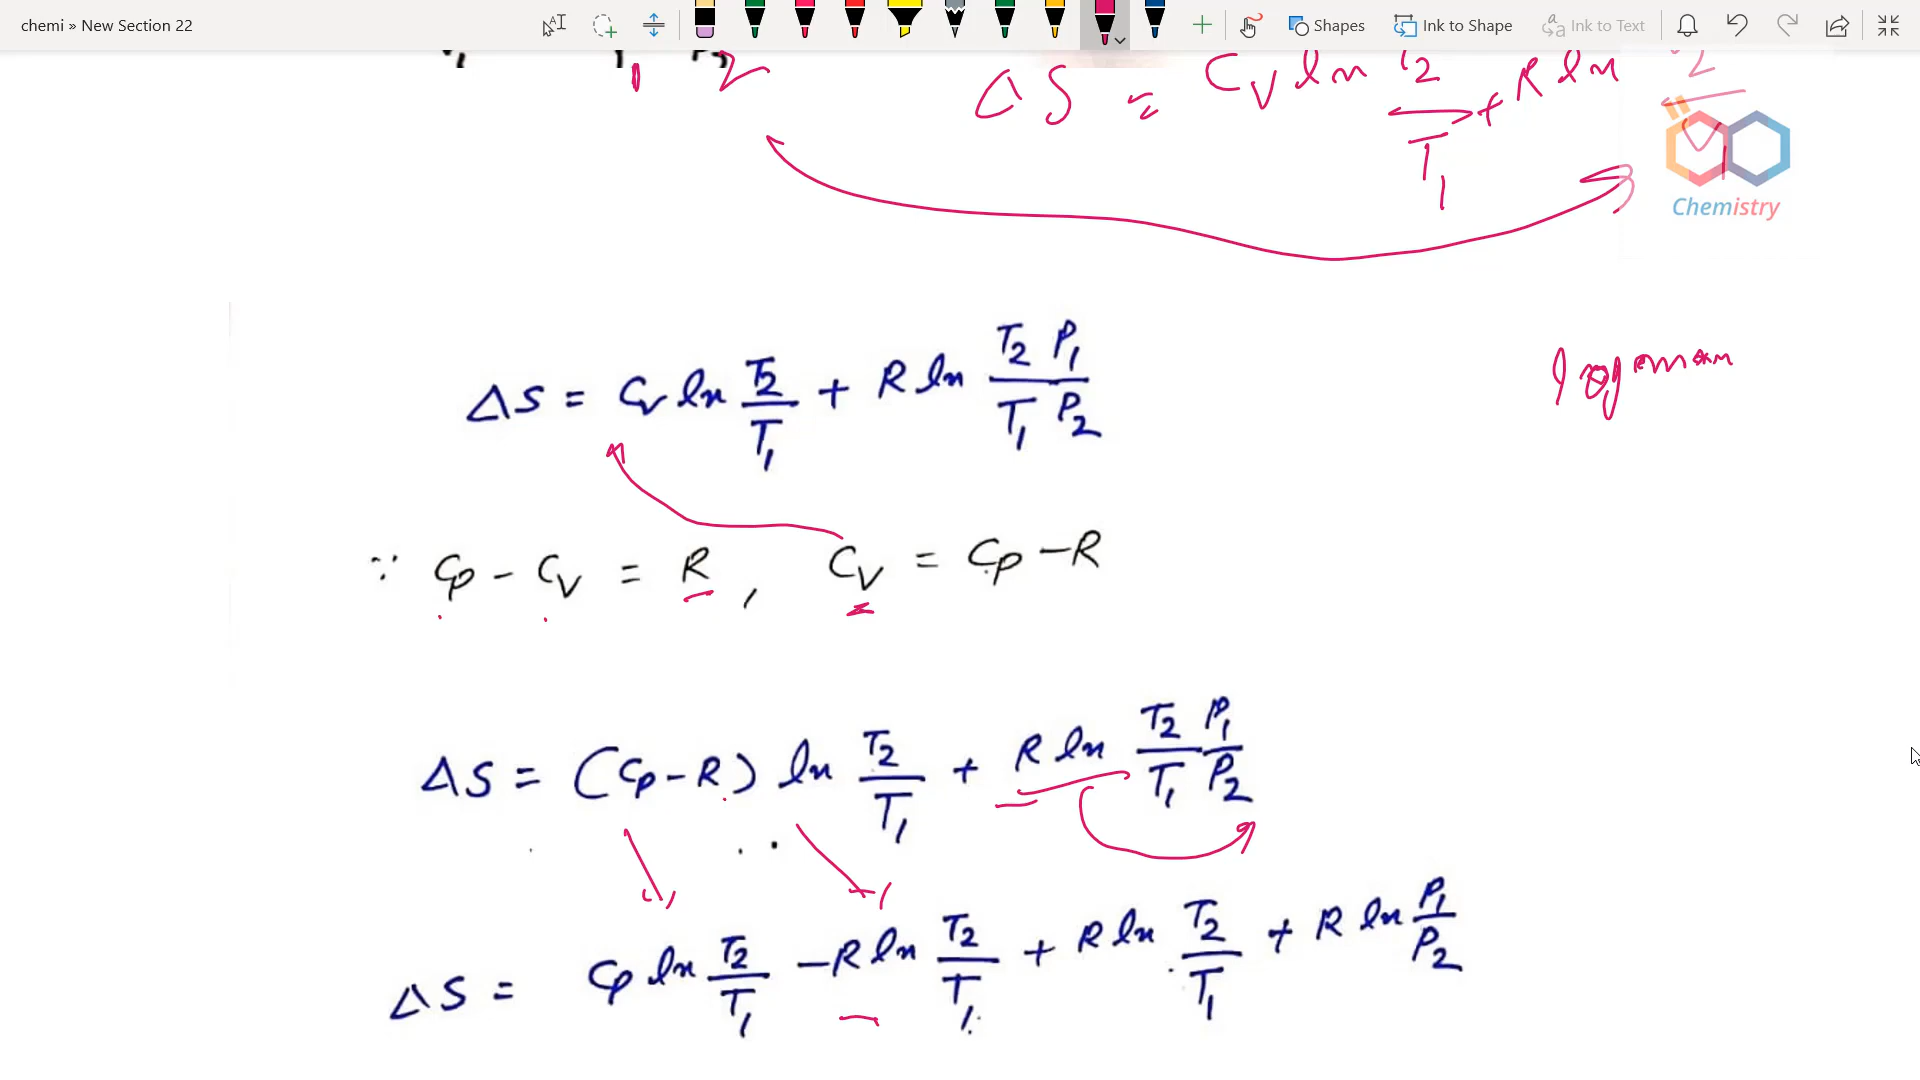 chemi » New Section 22
Shapes
Ink to Shape
Ink to Text
ΔS = Cv ln T2/T1 + R ln
Chemistry
ΔS = Cv ln T2/T1 + R ln T2 P1/T1 P2
∵ Cp - Cv = R , Cv = Cp - R
ΔS = (Cp - R) ln T2/T1 + R ln T2 P1/T1 P2
ΔS = Cp ln T2/T1 - R ln T2/T1 + R ln T2/T1 + R ln P1/P2